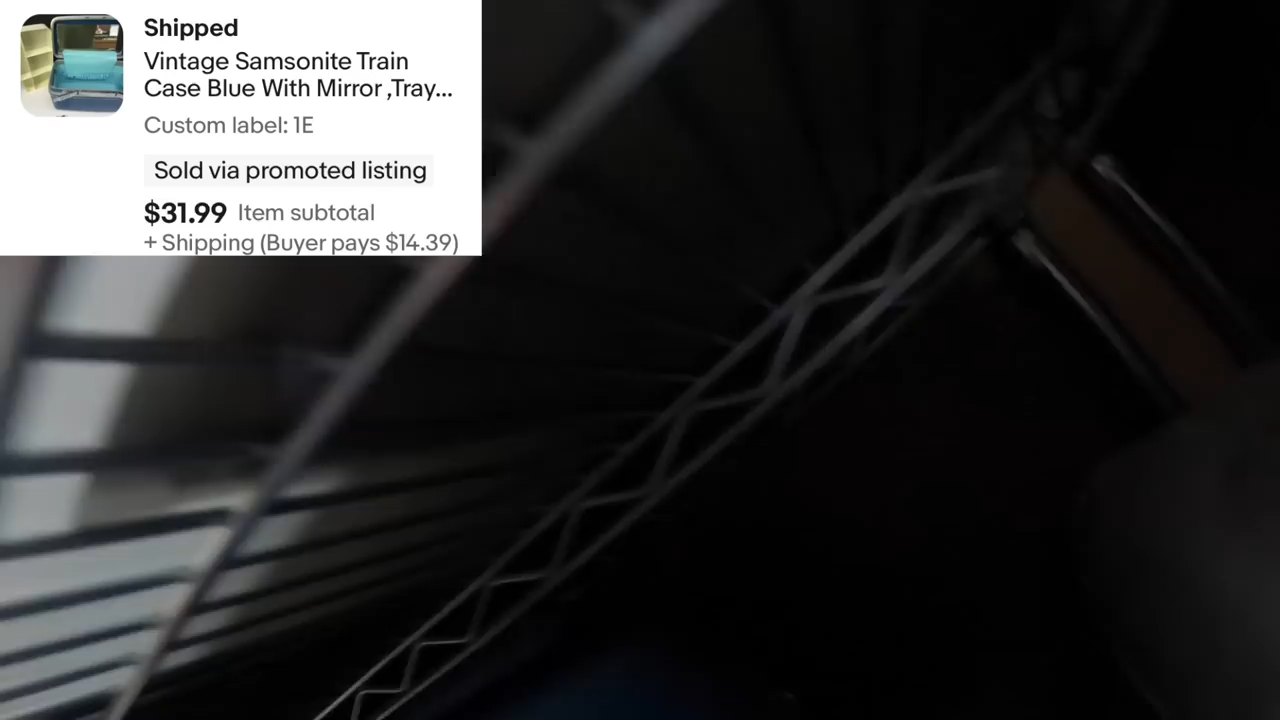 Shipped
Vintage Samsonite Train
Case Blue With Mirror ,Tray...
Custom label: 1E
Sold via promoted listing
$31.99 Item subtotal
+ Shipping (Buyer pays $14.39)